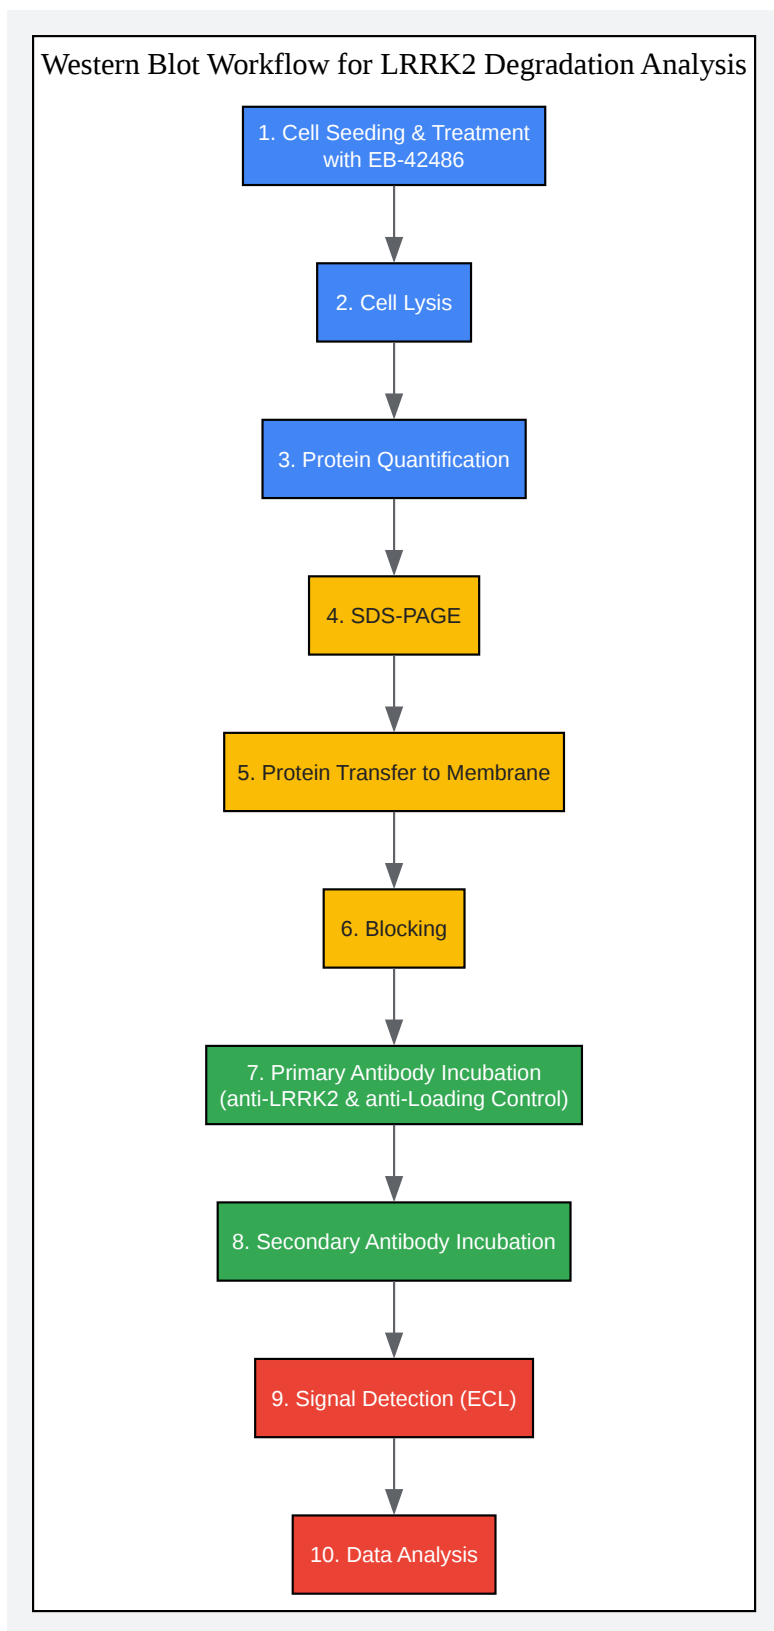 Western Blot Workflow for LRRK2 Degradation Analysis
1. Cell Seeding & Treatment
with EB-42486
2. Cell Lysis
3. Protein Quantification
4. SDS-PAGE
5. Protein Transfer to Membrane
6. Blocking
7. Primary Antibody Incubation
(anti-LRRK2 & anti-Loading Control)
8. Secondary Antibody Incubation
9. Signal Detection (ECL)
10. Data Analysis